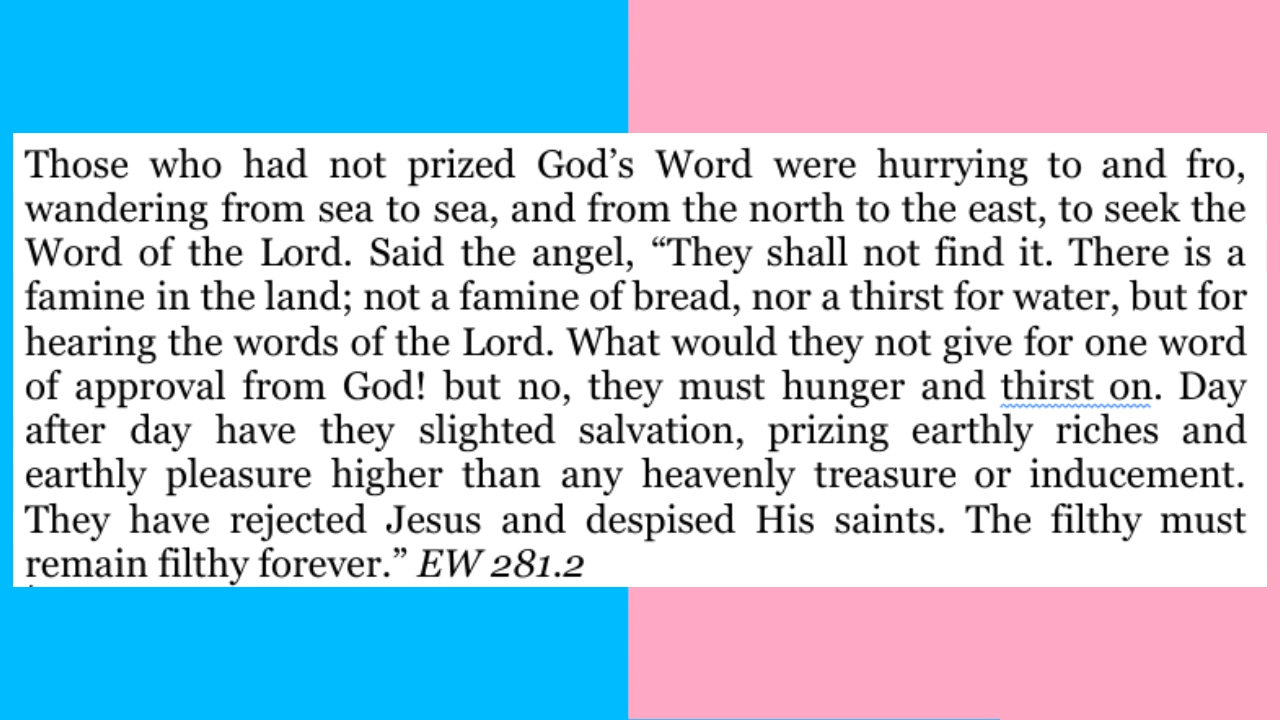 Those who had not prized God’s Word were hurrying to and fro,
wandering from sea to sea, and from the north to the east, to seek the
Word of the Lord. Said the angel, “They shall not find it. There is a
famine in the land; not a famine of bread, nor a thirst for water, but for
hearing the words of the Lord. What would they not give for one word
of approval from God! but no, they must hunger and thirst on. Day
after day have they slighted salvation, prizing earthly riches and
earthly pleasure higher than any heavenly treasure or inducement.
They have rejected Jesus and despised His saints. The filthy must
remain filthy forever.” EW 281.2